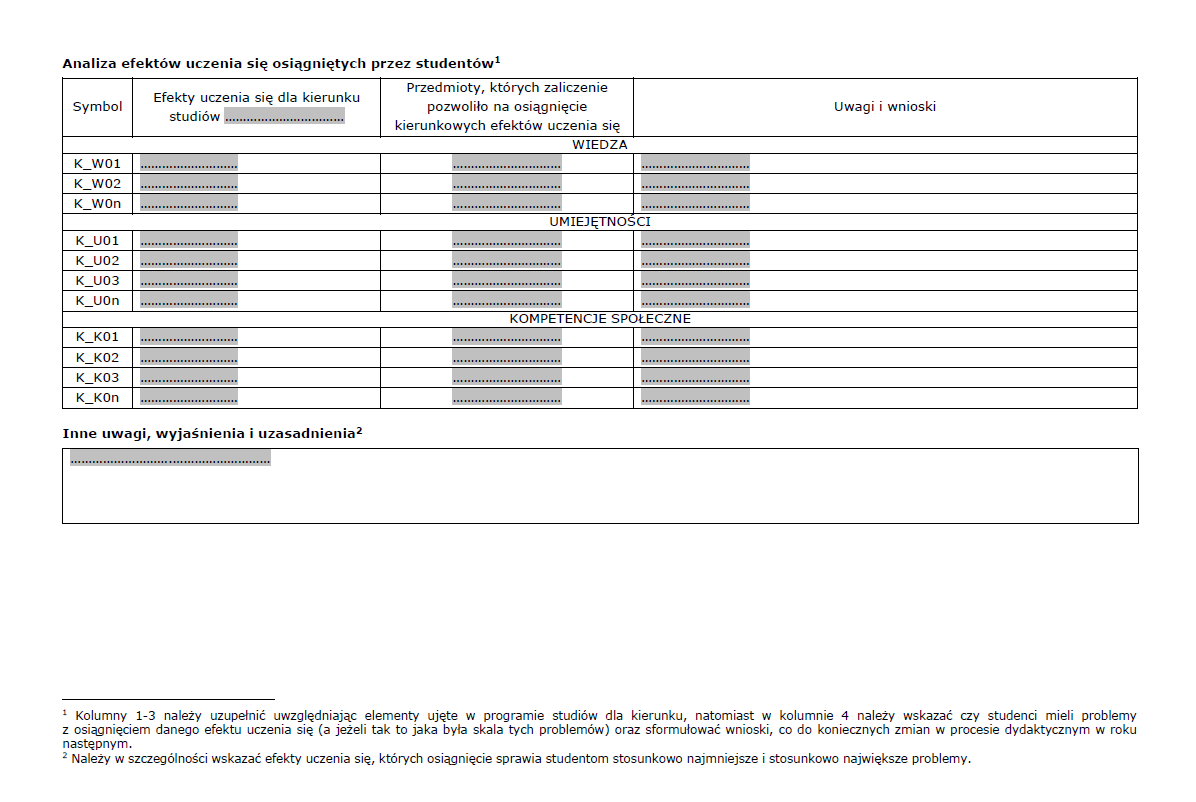 Analiza efektów uczenia się osiągniętych przez studentów¹
Symbol
Efekty uczenia się dla kierunku
studiów ……………………………
Przedmioty, których zaliczenie
pozwoliło na osiągnięcie
kierunkowych efektów uczenia się
Uwagi i wnioski
WIEDZA
K_W01 ……………………… ………………………… …………………………
K_W02 ……………………… ………………………… …………………………
K_W0n ……………………… ………………………… …………………………
UMIEJĘTNOŚCI
K_U01 ……………………… ………………………… …………………………
K_U02 ……………………… ………………………… …………………………
K_U03 ……………………… ………………………… …………………………
K_U0n ……………………… ………………………… …………………………
KOMPETENCJE SPOŁECZNE
K_K01 ……………………… ………………………… …………………………
K_K02 ……………………… ………………………… …………………………
K_K03 ……………………… ………………………… …………………………
K_K0n ……………………… ………………………… …………………………
Inne uwagi, wyjaśnienia i uzasadnienia²
……………………………………………….
¹ Kolumny 1-3 należy uzupełnić uwzględniając elementy ujęte w programie studiów dla kierunku, natomiast w kolumnie 4 należy wskazać czy studenci mieli problemy
z osiągnięciem danego efektu uczenia się (a jeżeli tak to jaka była skala tych problemów) oraz sformułować wnioski, co do koniecznych zmian w procesie dydaktycznym w roku
następnym.
² Należy w szczególności wskazać efekty uczenia się, których osiągnięcie sprawia studentom stosunkowo najmniejsze i stosunkowo największe problemy.